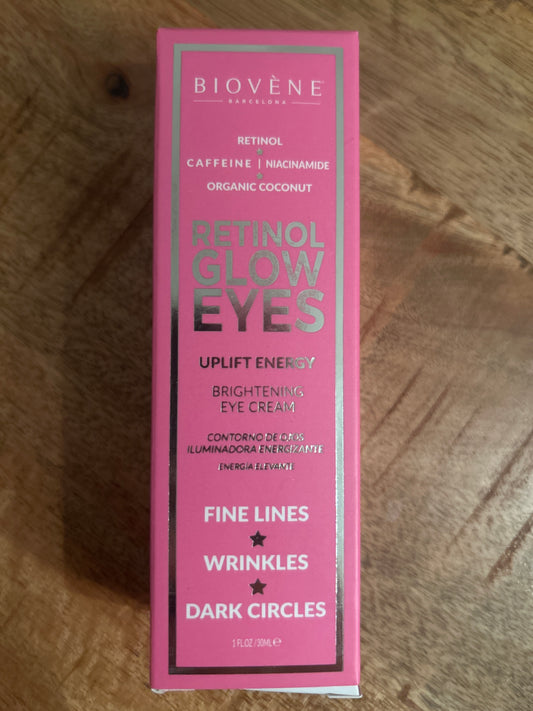 BIOVÈNE
BARCELONA
RETINOL
CAFFEINE | NIACINAMIDE
ORGANIC COCONUT
RETINOL
GLOW
EYES
UPLIFT ENERGY
BRIGHTENING
EYE CREAM
CONTORNO DE OJOS
ILUMINADORA ENERGIZANTE
ENERGÍA ELEVANTE
FINE LINES
WRINKLES
DARK CIRCLES
1 FL.OZ / 30ML ℮